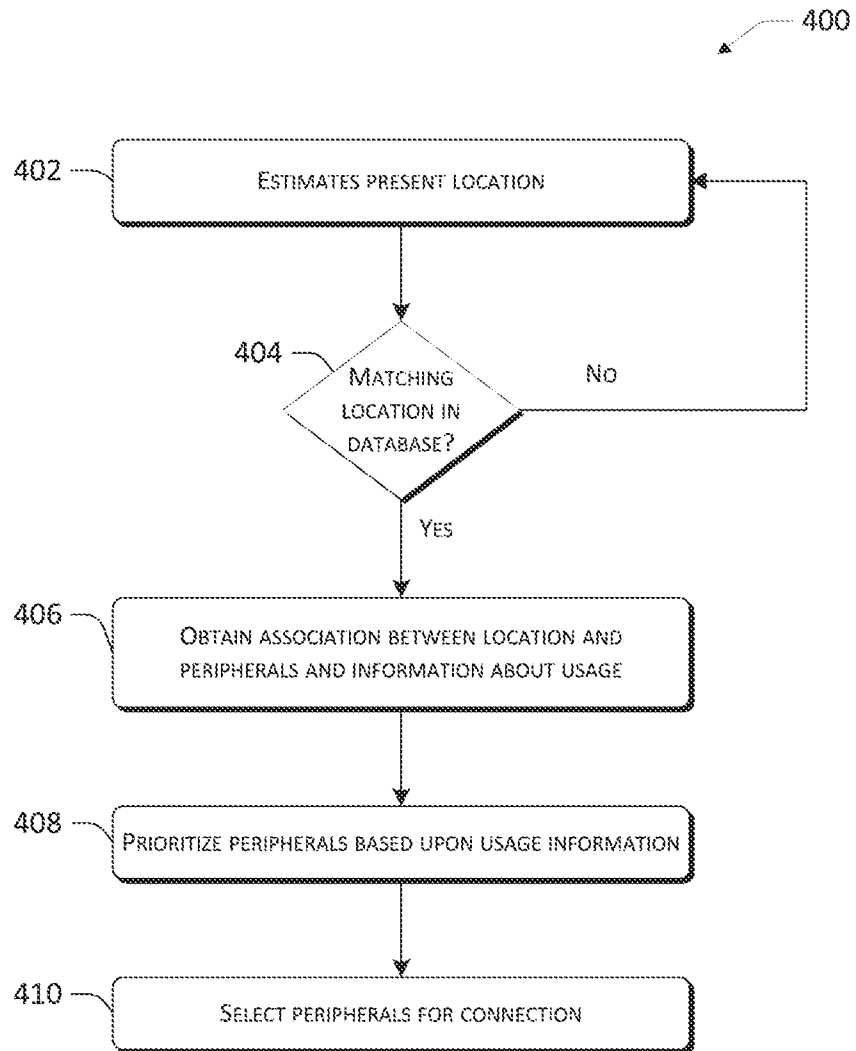 400
402
ESTIMATES PRESENT LOCATION
404
MATCHING
LOCATION IN
DATABASE?
NO
YES
406
OBTAIN ASSOCIATION BETWEEN LOCATION AND
PERIPHERALS AND INFORMATION ABOUT USAGE
408
PRIORITIZE PERIPHERALS BASED UPON USAGE INFORMATION
410
SELECT PERIPHERALS FOR CONNECTION